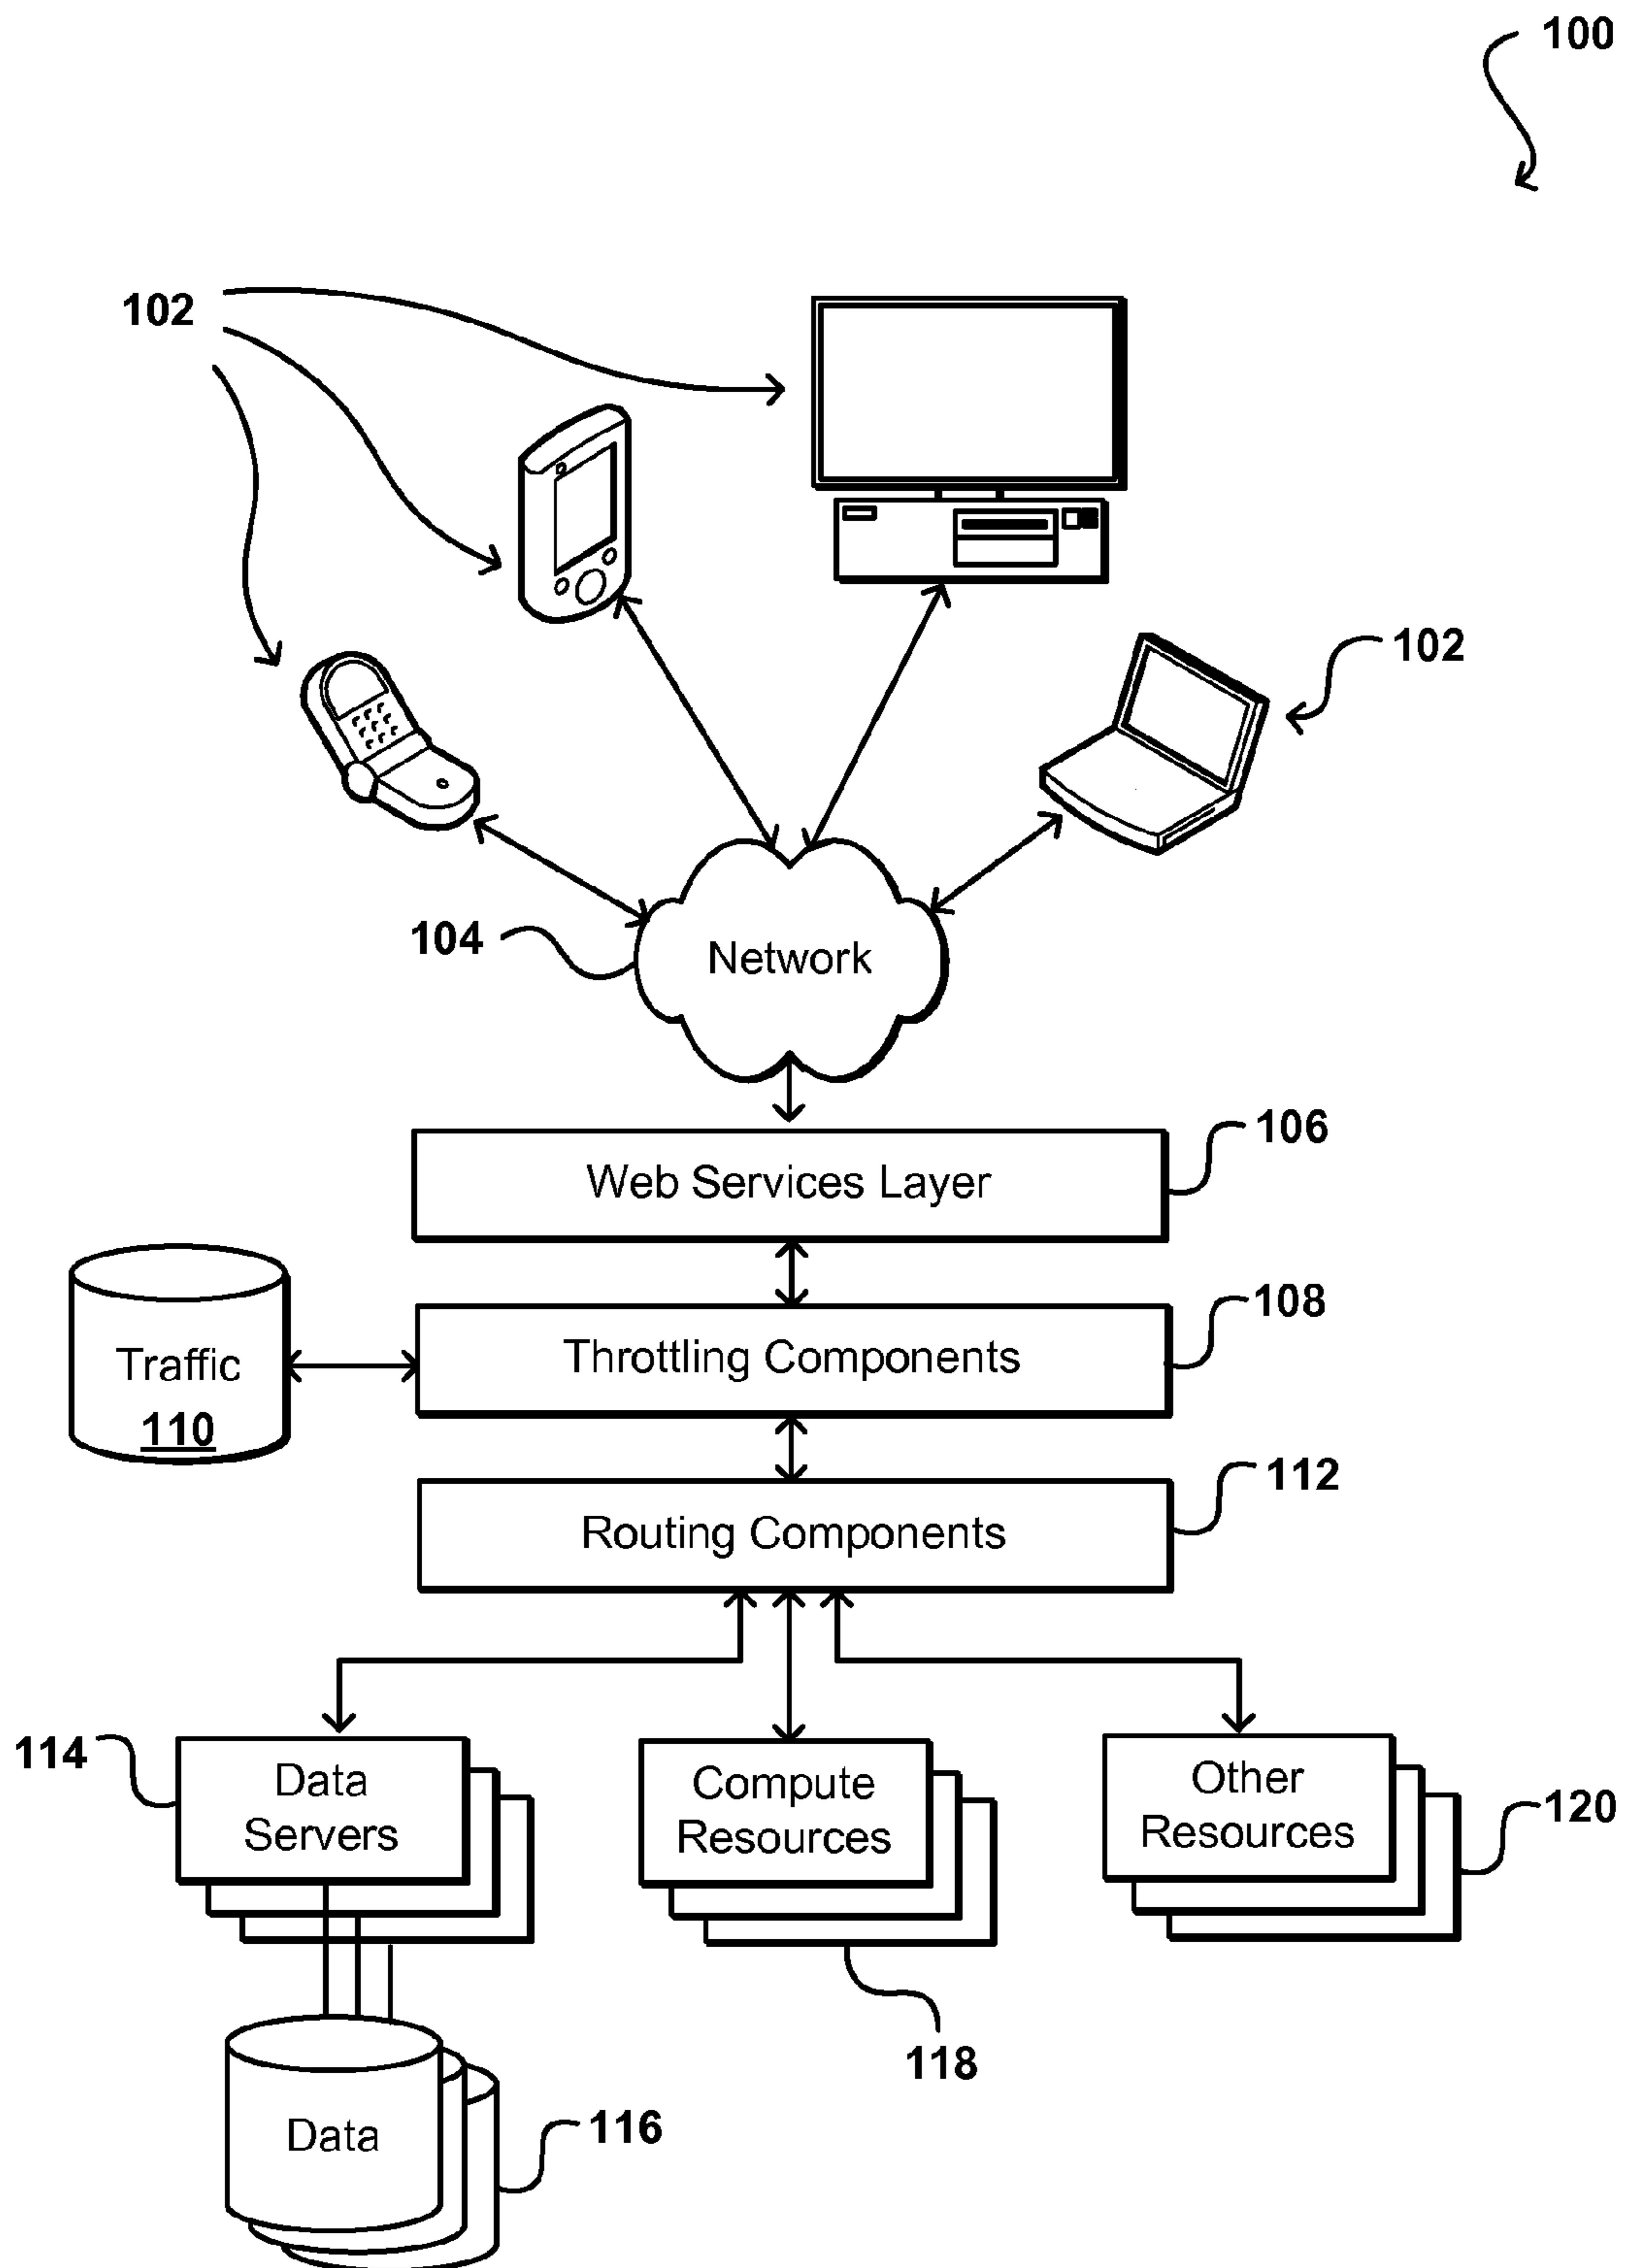 100
102
102
104
Network
106
Web Services Layer
108
Throttling Components
Traffic
110
112
Routing Components
114
Data
Servers
Compute
Resources
Other
Resources
120
118
Data
116